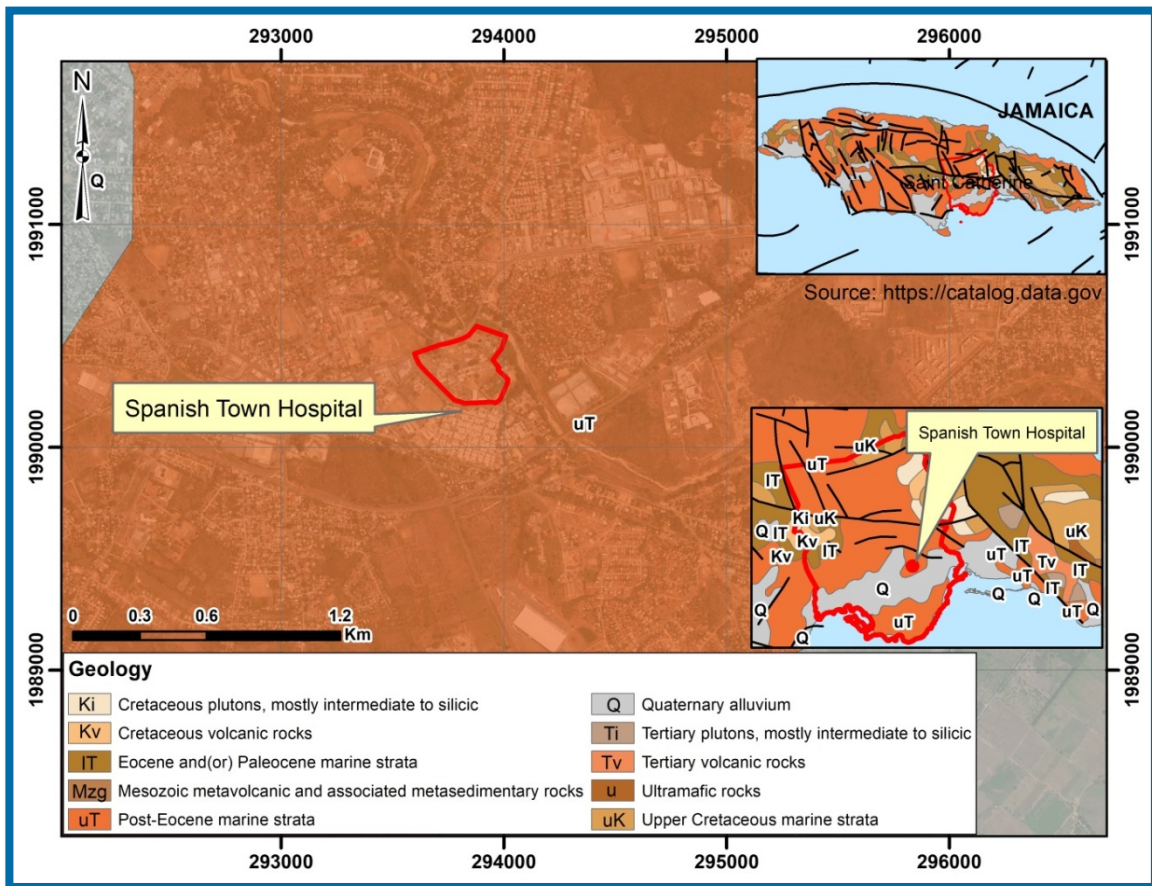 293000 294000 295000 296000
N
Q
1991000
1991000
JAMAICA
Saint Catherine
Source: https://catalog.data.gov
Spanish Town Hospital
uT
1990000
1990000
Spanish Town Hospital
uK
uT
IT
Ki
uK
Q
IT
Kv
Kv
IT
uK
uT
IT
Tv
IT
Q
uT
IT
Q
Q
Q
uT
Q
Q
uT
Q
0 0.3 0.6 1.2
Km
1989000
1989000
Geology
Ki Cretaceous plutons, mostly intermediate to silicic
Kv Cretaceous volcanic rocks
IT Eocene and(or) Paleocene marine strata
Mzg Mesozoic metavolcanic and associated metasedimentary rocks
uT Post-Eocene marine strata
Q Quaternary alluvium
Ti Tertiary plutons, mostly intermediate to silicic
Tv Tertiary volcanic rocks
u Ultramafic rocks
uK Upper Cretaceous marine strata
293000 294000 295000 296000